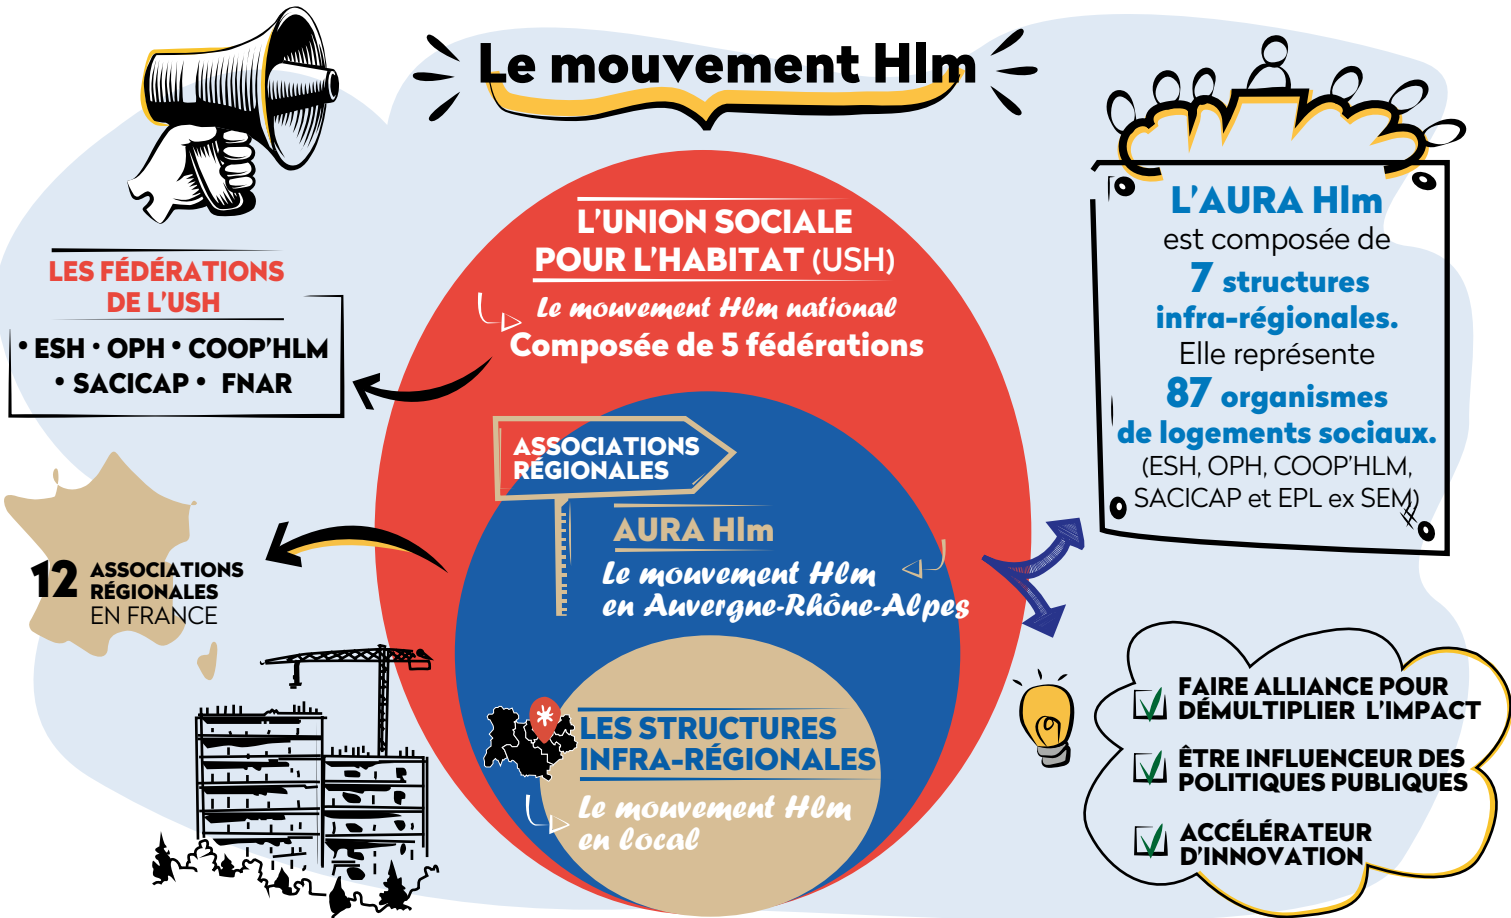 Le mouvement Hlm
L'UNION SOCIALE
POUR L'HABITAT (USH)
Le mouvement Hlm national
Composée de 5 fédérations
LES FÉDÉRATIONS
DE L'USH
• ESH • OPH • COOP'HLM
• SACICAP • FNAR
ASSOCIATIONS
RÉGIONALES
AURA Hlm
Le mouvement Hlm
en Auvergne-Rhône-Alpes
12 ASSOCIATIONS
RÉGIONALES
EN FRANCE
LES STRUCTURES
INFRA-RÉGIONALES
Le mouvement Hlm
en local
L'AURA Hlm
est composée de
7 structures
infra-régionales.
Elle représente
87 organismes
de logements sociaux.
(ESH, OPH, COOP'HLM,
SACICAP et EPL ex SEM)
FAIRE ALLIANCE POUR
DÉMULTIPLIER L'IMPACT
ÊTRE INFLUENCEUR DES
POLITIQUES PUBLIQUES
ACCÉLÉRATEUR
D'INNOVATION